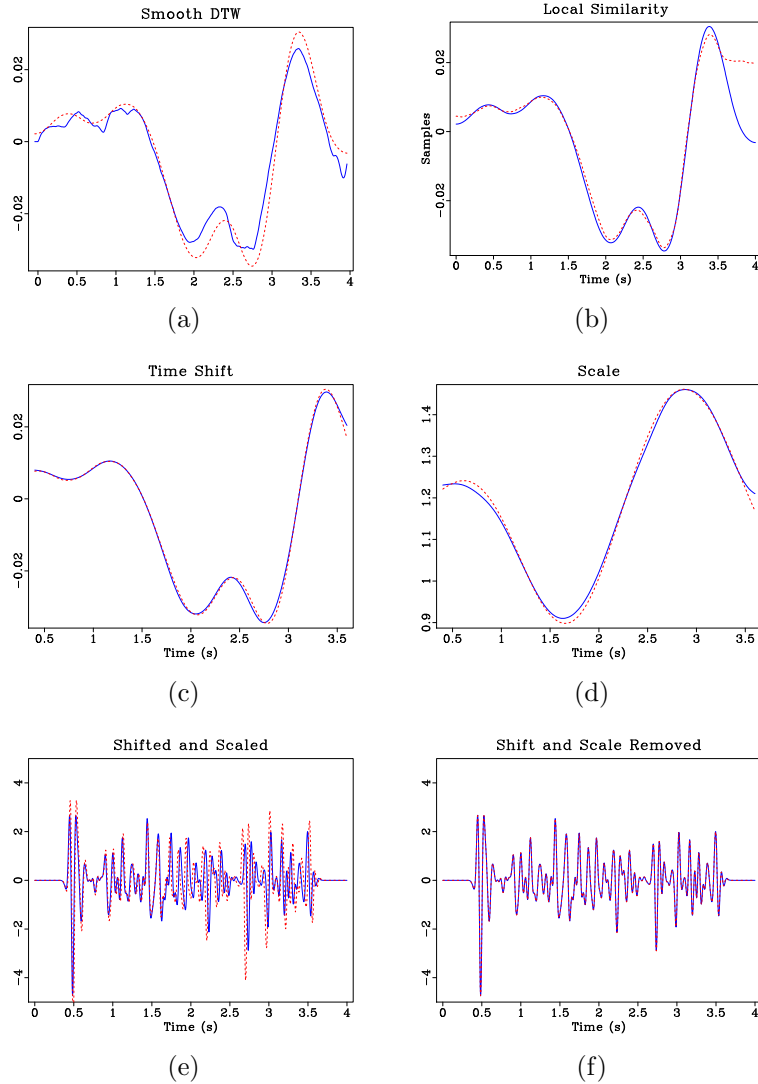 Smooth DTW
0.02
0
−0.02
0 0.5 1 1.5 2 2.5 3 3.5 4
(a)
Local Similarity
Samples
0.02
0
−0.02
0 0.5 1 1.5 2 2.5 3 3.5 4
Time (s)
(b)
Time Shift
0.02
0
−0.02
0.5 1 1.5 2 2.5 3 3.5
Time (s)
(c)
Scale
1.4
1.3
1.2
1.1
1
0.9
0.5 1 1.5 2 2.5 3 3.5
Time (s)
(d)
Shifted and Scaled
4
2
0
−2
−4
0 0.5 1 1.5 2 2.5 3 3.5 4
Time (s)
(e)
Shift and Scale Removed
4
2
0
−2
−4
0 0.5 1 1.5 2 2.5 3 3.5 4
Time (s)
(f)